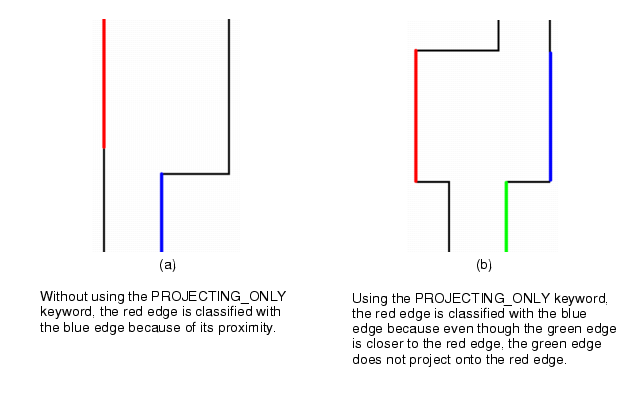 (a)
(b)
Without using the PROJECTING_ONLY
keyword, the red edge is classified with
the blue edge because of its proximity.
Using the PROJECTING_ONLY keyword,
the red edge is classified with the blue
edge because even though the green edge
is closer to the red edge, the green edge
does not project onto the red edge.